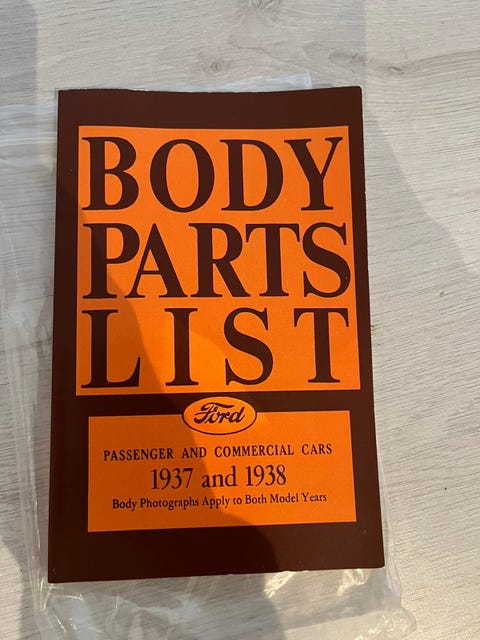 BODY
PARTS
LIST
Ford
PASSENGER AND COMMERCIAL CARS
1937 and 1938
Body Photographs Apply to Both Model Years